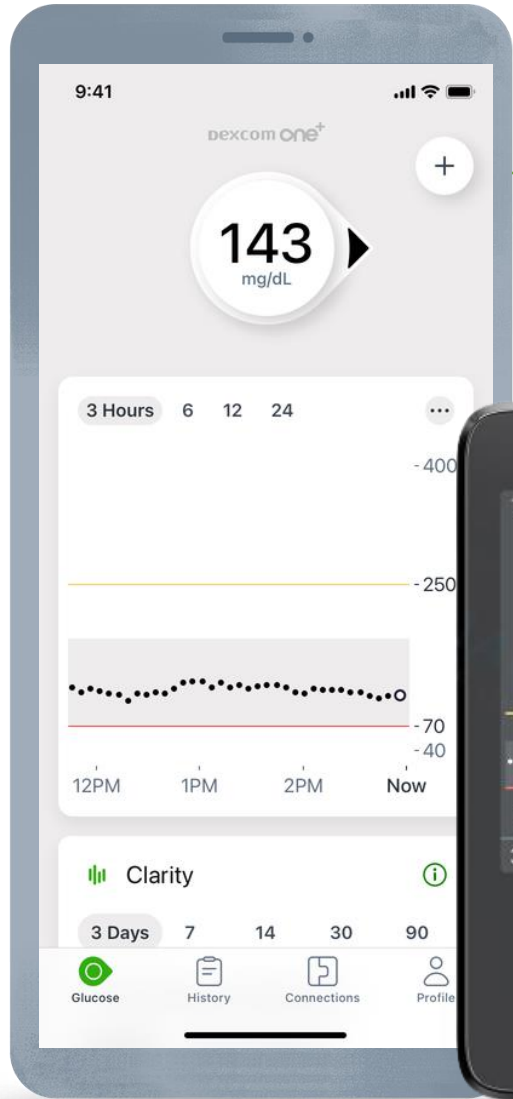 9:41
Dexcom ONE+
+
143
mg/dL
3 Hours 6 12 24
400
250
70
40
12PM 1PM 2PM Now
Clarity
3 Days 7 14 30 90
Glucose History Connections Profile